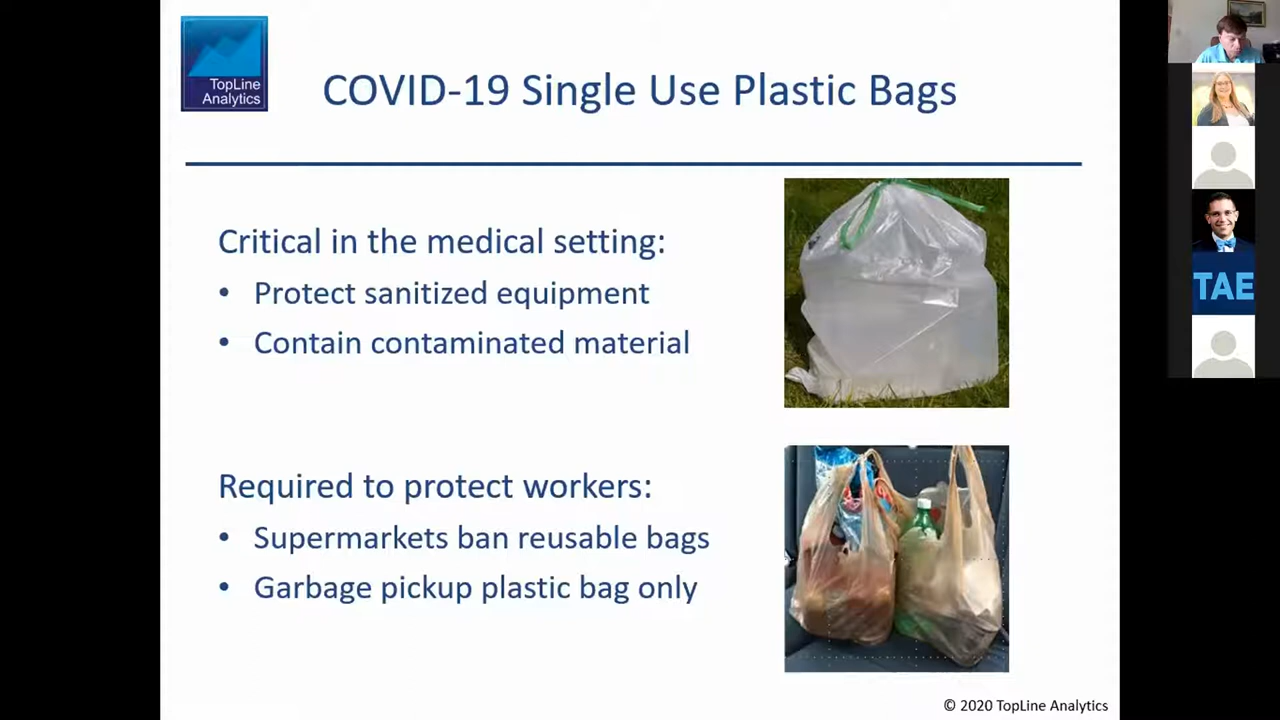 TopLine
Analytics
COVID-19 Single Use Plastic Bags
Critical in the medical setting:
• Protect sanitized equipment
• Contain contaminated material
Required to protect workers:
• Supermarkets ban reusable bags
• Garbage pickup plastic bag only
© 2020 TopLine Analytics
TAE